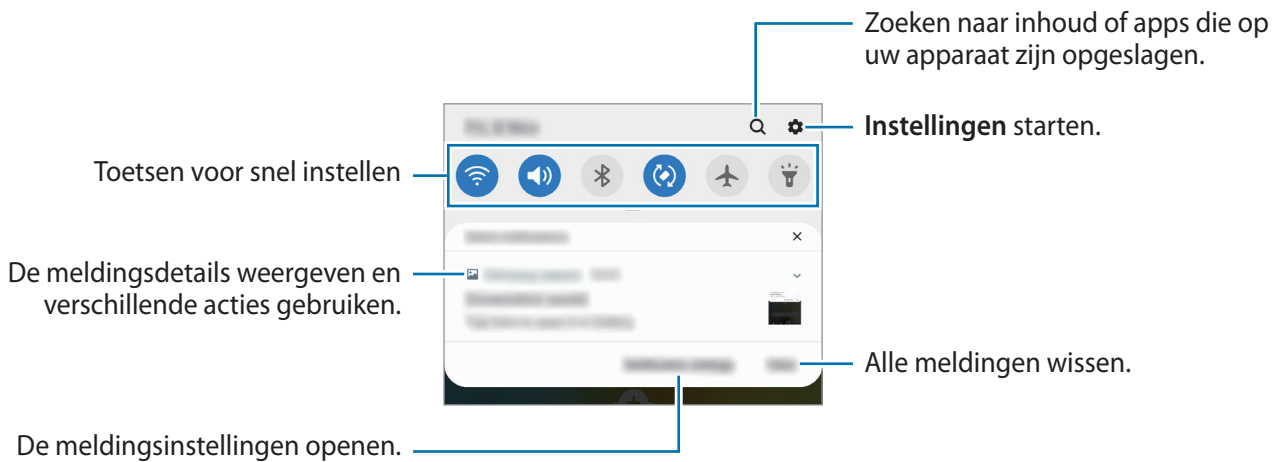 Zoeken naar inhoud of apps die op
uw apparaat zijn opgeslagen.
Instellingen starten.
Toetsen voor snel instellen
De meldingsdetails weergeven en
verschillende acties gebruiken.
Alle meldingen wissen.
De meldingsinstellingen openen.